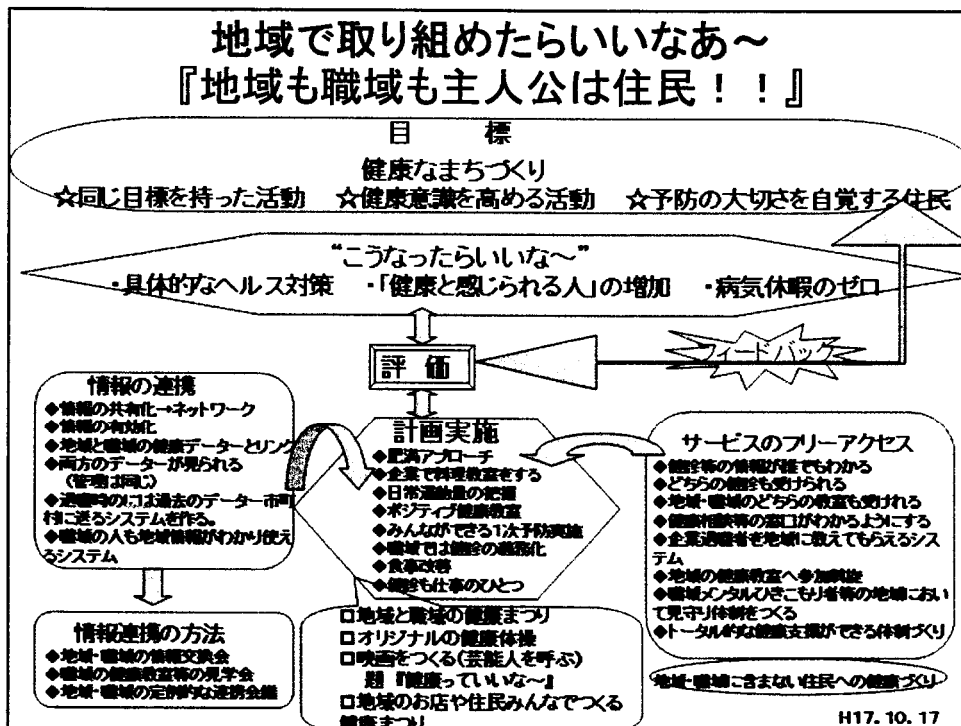 地域で取り組めたらいいなあ～
『地域も職域も主人公は住民！！』
目 標
健康なまちづくり
☆同じ目標を持った活動 ☆健康意識を高める活動 ☆予防の大切さを自覚する住民
“こうなったらいいな～”
・具体的なヘルス対策 ・「健康と感じられる人」の増加 ・病気休暇のゼロ
評 価
フィードバック
情報の連携
◆情報の共有化→ネットワーク
◆情報の有効化
◆地域と職域の健康データーとリンク
◆両方のデーターが見られる
（管理は同じ）
◆退職時のには過去のデーター市町
村に送るシステムを作る。
◆職域の人も地域情報がわかり使え
るシステム
情報連携の方法
◆地域・職域の情報交換会
◆職域の健康教室等の見学会
◆地域・職域の定例的な連携会議
計画実施
◆肥満アプローチ
◆企業で料理教室をする
◆日常運動量の把握
◆ポジティブ健康教室
◆みんなができる1次予防実施
◆職域では健診の義務化
◆食事改善
◆健診も仕事のひとつ
□地域と職域の健康まつり
□オリジナルの健康体操
□映画をつくる（芸能人を呼ぶ）
題『健康っていいな～』
□地域のお店や住民みんなでつくる
健康まつり
サービスのフリーアクセス
◆健診等の情報が誰でもわかる
◆どちらの健診も受けられる
◆地域・職域のどちらの教室も受けれる
◆健康相談等の窓口がわかるようにする
◆企業退職者を地域に教えてもらえるシス
テム
◆地域の健康教室へ参加斡旋
◆職域メンタルひきこもり者等の地域におい
て見守り体制をつくる
◆トータル的な健康支援ができる体制づくり
地域・職域に含まない住民への健康づくり
H17.10.17